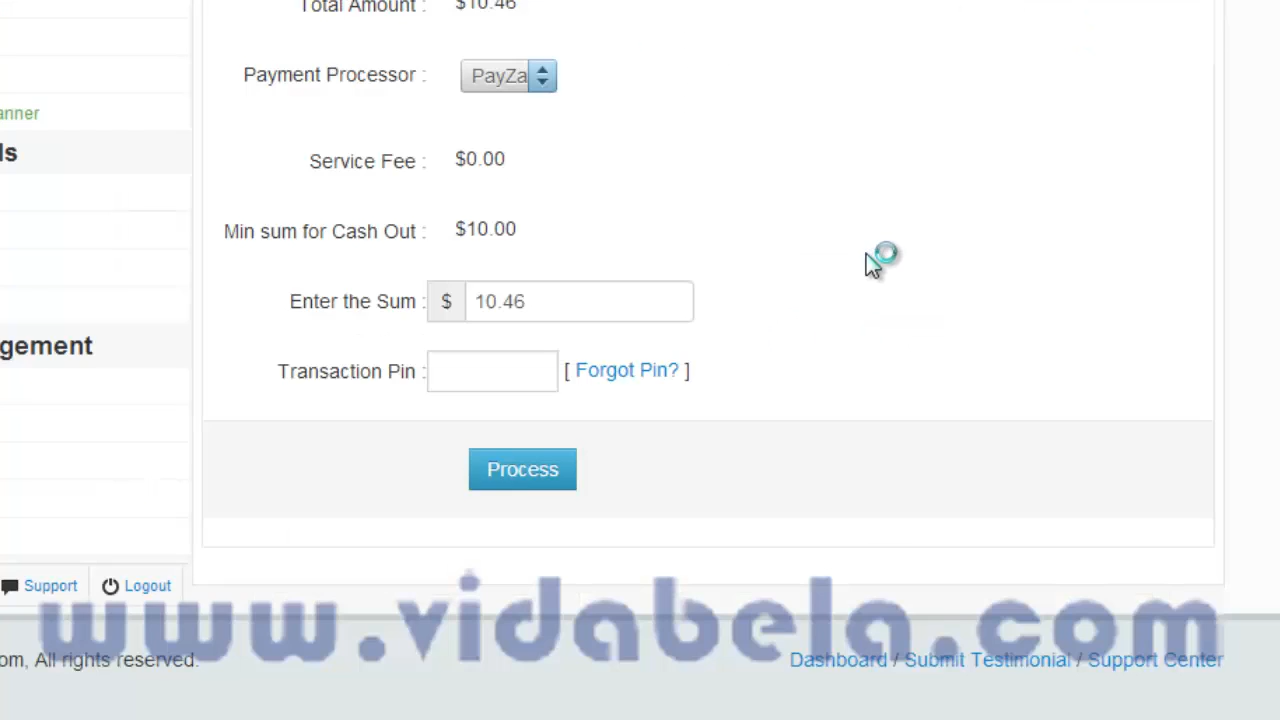 Total Amount : $10.46
Payment Processor : PayZa
anner
ls
Service Fee : $0.00
Min sum for Cash Out : $10.00
Enter the Sum : $ 10.46
gement
Transaction Pin : [ Forgot Pin? ]
Process
Support Logout
www.vidabela.com
om, All rights reserved. Dashboard / Submit Testimonial / Support Center